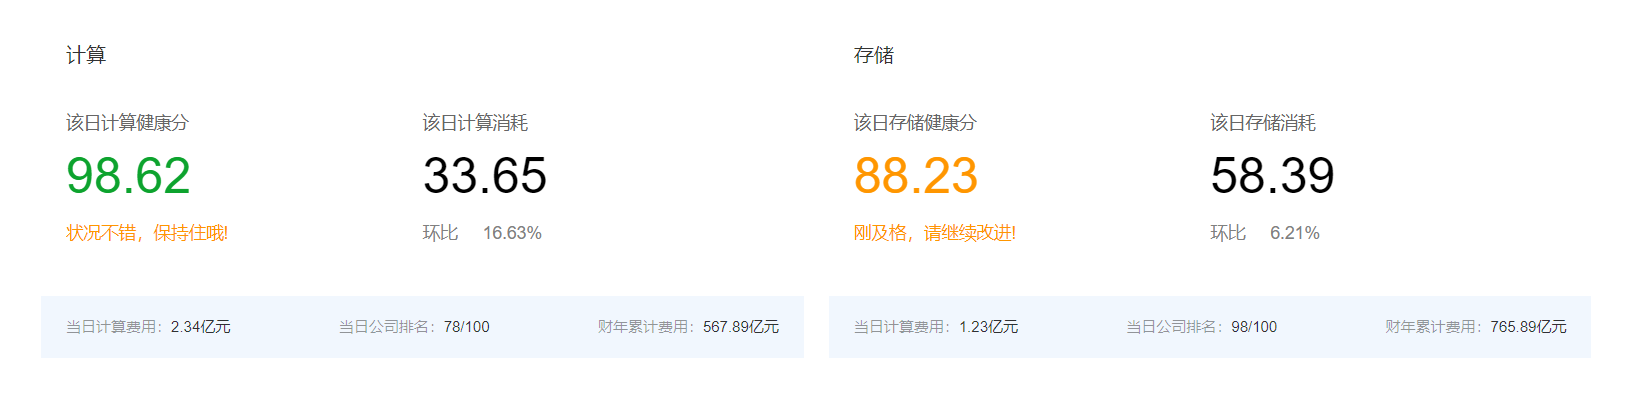 计算
该日计算健康分
98.62
状况不错，保持住哦!
该日计算消耗
33.65
环比 16.63%
当日计算费用：2.34亿元
当日公司排名：78/100
财年累计费用：567.89亿元
存储
该日存储健康分
88.23
刚及格，请继续改进!
该日存储消耗
58.39
环比 6.21%
当日计算费用：1.23亿元
当日公司排名：98/100
财年累计费用：765.89亿元